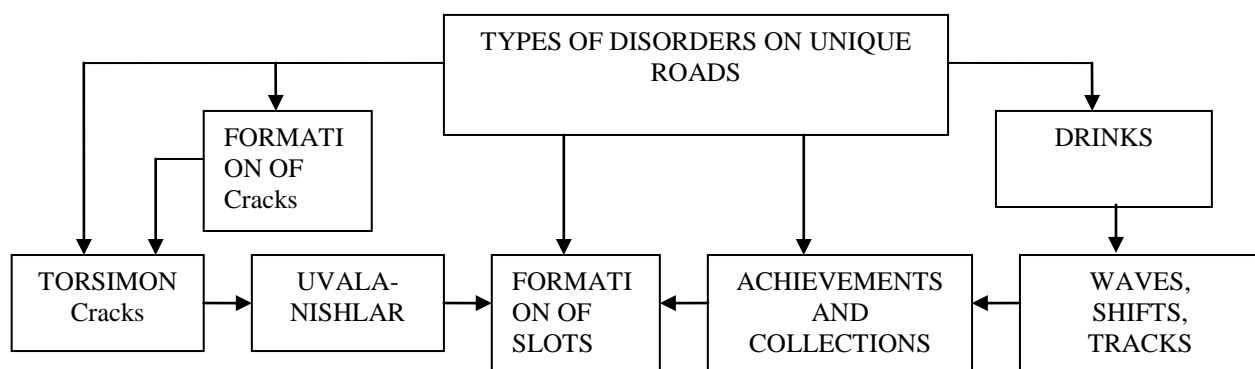 TYPES OF DISORDERS ON UNIQUE
ROADS
FORMATI
ON OF
Cracks
DRINKS
TORSIMON
Cracks
UVALA-
NISHLAR
FORMATI
ON OF
SLOTS
ACHIEVEMENTS
AND
COLLECTIONS
WAVES,
SHIFTS,
TRACKS